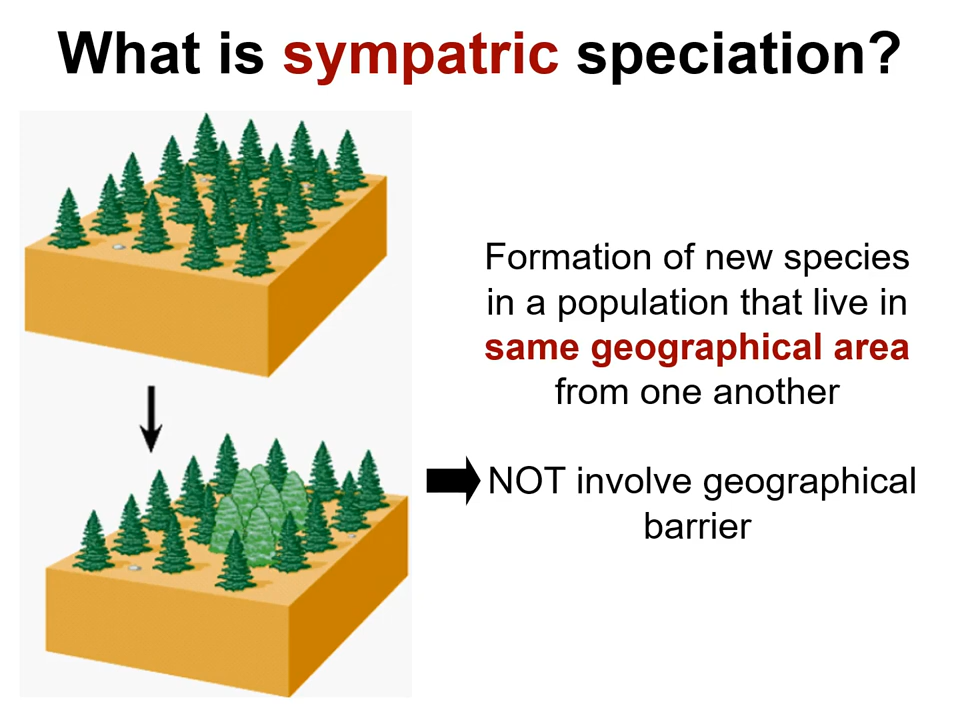 What is sympatric speciation?
Formation of new species
in a population that live in
same geographical area
from one another
NOT involve geographical
barrier